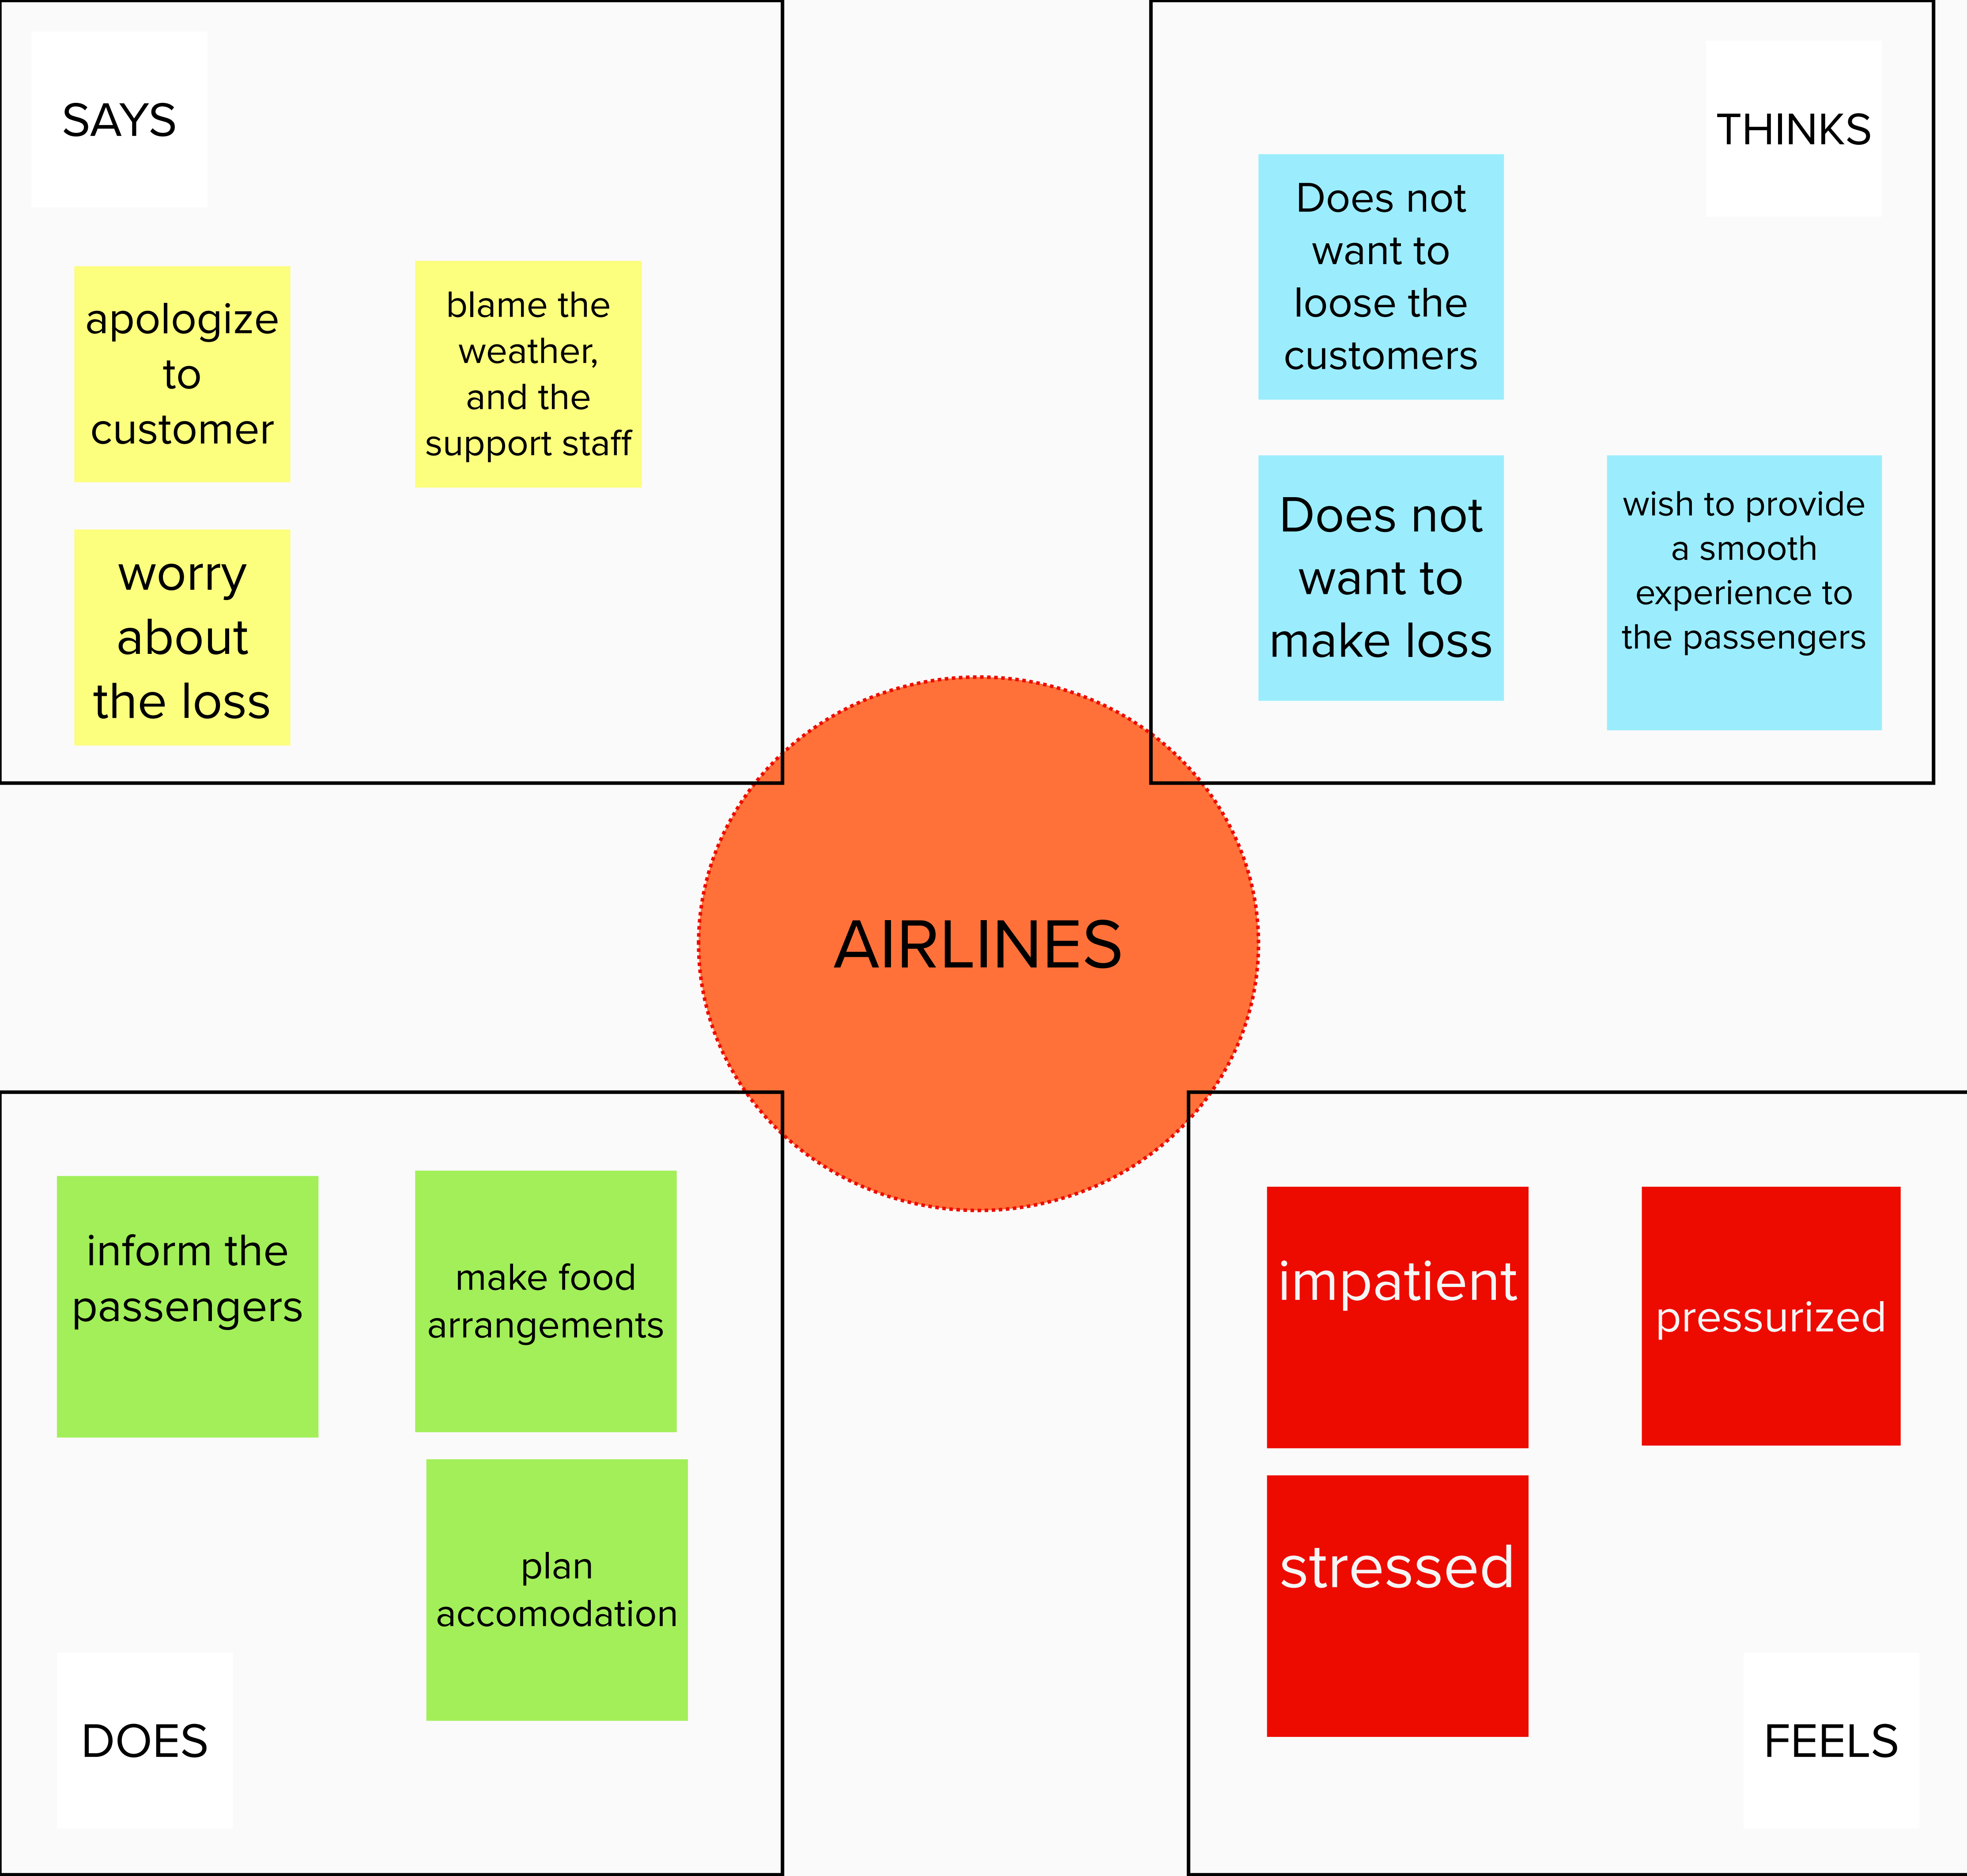 SAYS
apologize
to
customer
blame the
weather,
and the
support staff
worry
about
the loss
THINKS
Does not
want to
loose the
customers
Does not
want to
make loss
wish to provide
a smooth
experience to
the passengers
AIRLINES
inform the
passengers
make food
arrangements
plan
accomodation
DOES
impatient
pressurized
stressed
FEELS